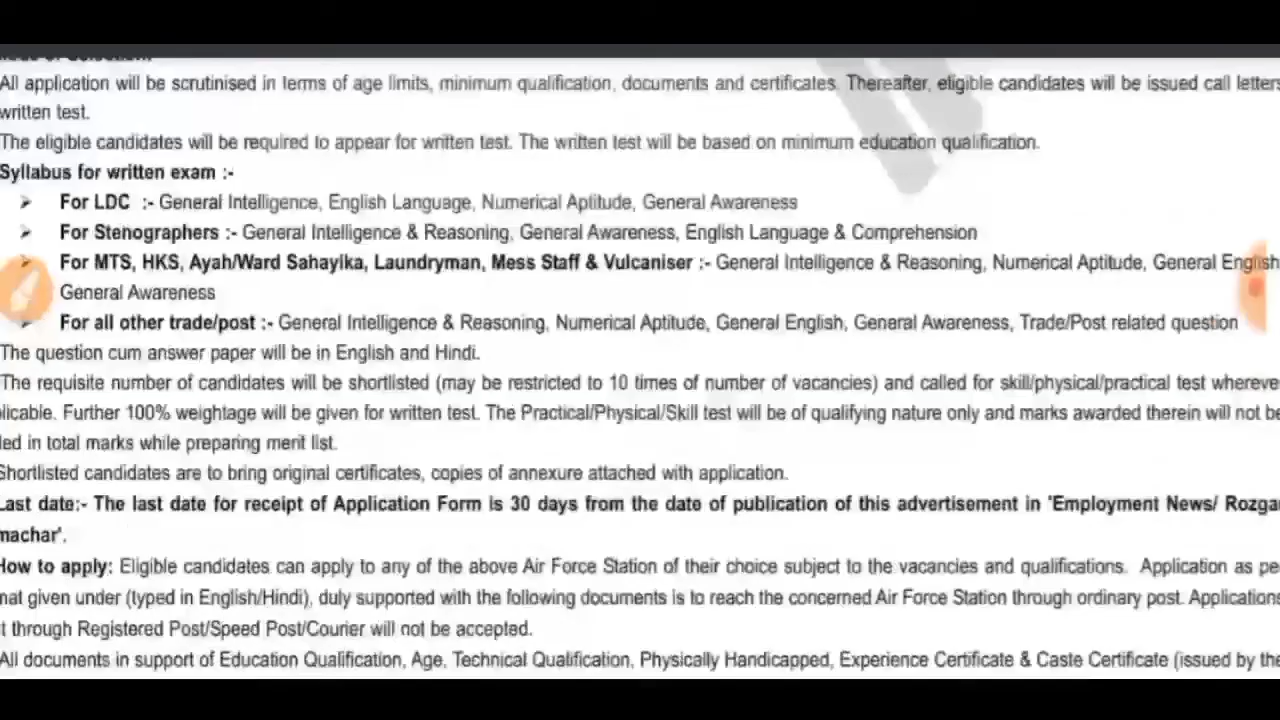 All application will be scrutinised in terms of age limits, minimum qualification, documents and certificates. Thereafter, eligible candidates will be issued call letters
written test.
The eligible candidates will be required to appear for written test. The written test will be based on minimum education qualification.
Syllabus for written exam :-
➤ For LDC :- General Intelligence, English Language, Numerical Aptitude, General Awareness
➤ For Stenographers :- General Intelligence & Reasoning, General Awareness, English Language & Comprehension
➤ For MTS, HKS, Ayah/Ward Sahayika, Laundryman, Mess Staff & Vulcaniser :- General Intelligence & Reasoning, Numerical Aptitude, General English
General Awareness
➤ For all other trade/post :- General Intelligence & Reasoning, Numerical Aptitude, General English, General Awareness, Trade/Post related question
The question cum answer paper will be in English and Hindi.
The requisite number of candidates will be shortlisted (may be restricted to 10 times of number of vacancies) and called for skill/physical/practical test whereve
licable. Further 100% weightage will be given for written test. The Practical/Physical/Skill test will be of qualifying nature only and marks awarded therein will not be
ded in total marks while preparing merit list.
Shortlisted candidates are to bring original certificates, copies of annexure attached with application.
Last date:- The last date for receipt of Application Form is 30 days from the date of publication of this advertisement in 'Employment News/ Rozga
machar'.
How to apply: Eligible candidates can apply to any of the above Air Force Station of their choice subject to the vacancies and qualifications. Application as pe
mat given under (typed in English/Hindi), duly supported with the following documents is to reach the concerned Air Force Station through ordinary post. Applications
t through Registered Post/Speed Post/Courier will not be accepted.
All documents in support of Education Qualification, Age, Technical Qualification, Physically Handicapped, Experience Certificate & Caste Certificate (issued by the